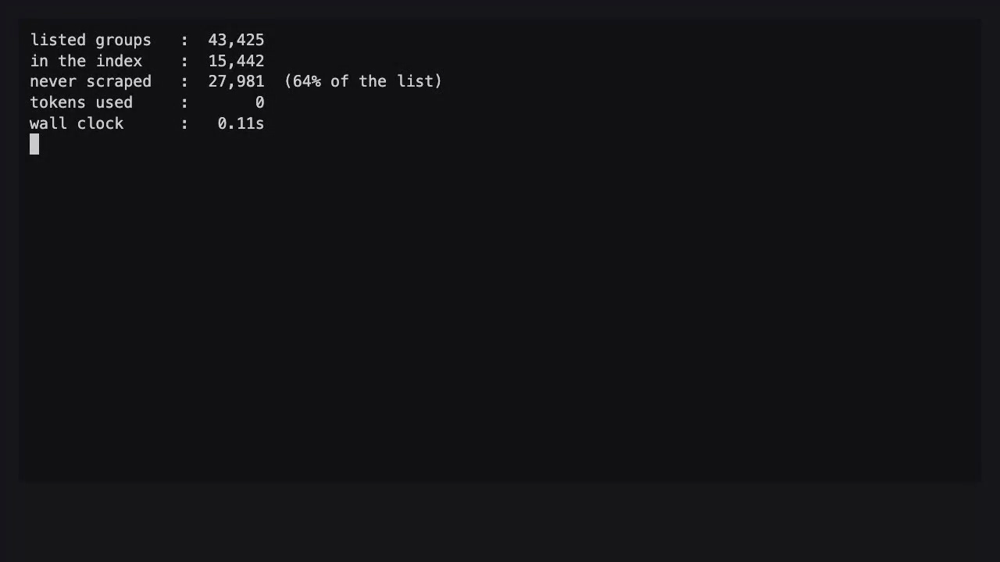 listed groups   :  43,425
in the index    :  15,442
never scraped   :  27,981  (64% of the list)
tokens used     :       0
wall clock      :   0.11s